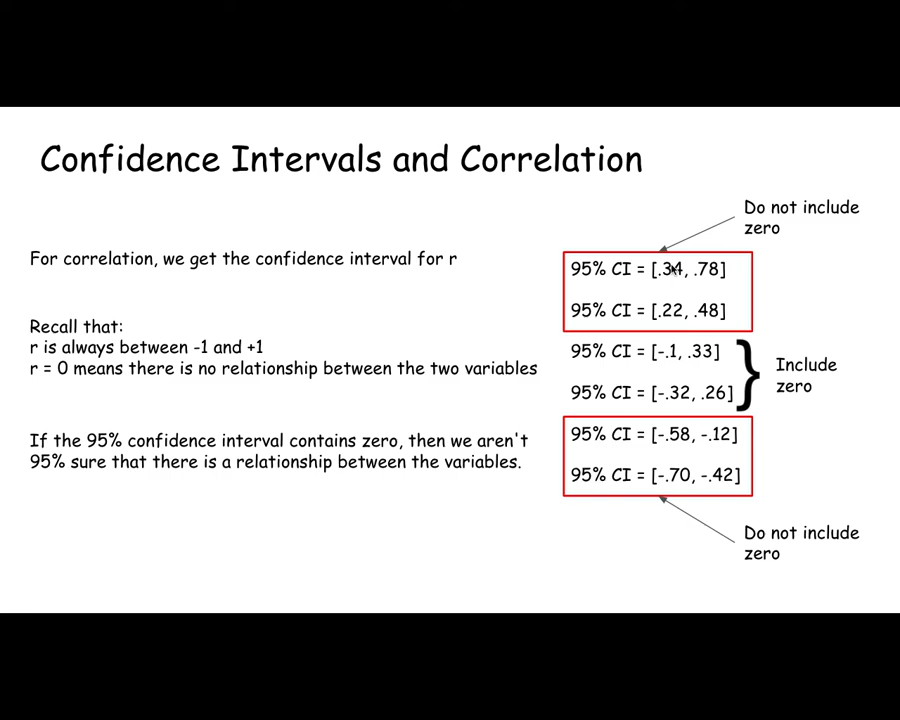 Confidence Intervals and Correlation
Do not include
zero
For correlation, we get the confidence interval for r
95% CI = [.34, .78]
95% CI = [.22, .48]
Recall that:
r is always between -1 and +1
r = 0 means there is no relationship between the two variables
95% CI = [-.1, .33]
95% CI = [-.32, .26]
Include
zero
If the 95% confidence interval contains zero, then we aren't
95% sure that there is a relationship between the variables.
95% CI = [-.58, -.12]
95% CI = [-.70, -.42]
Do not include
zero